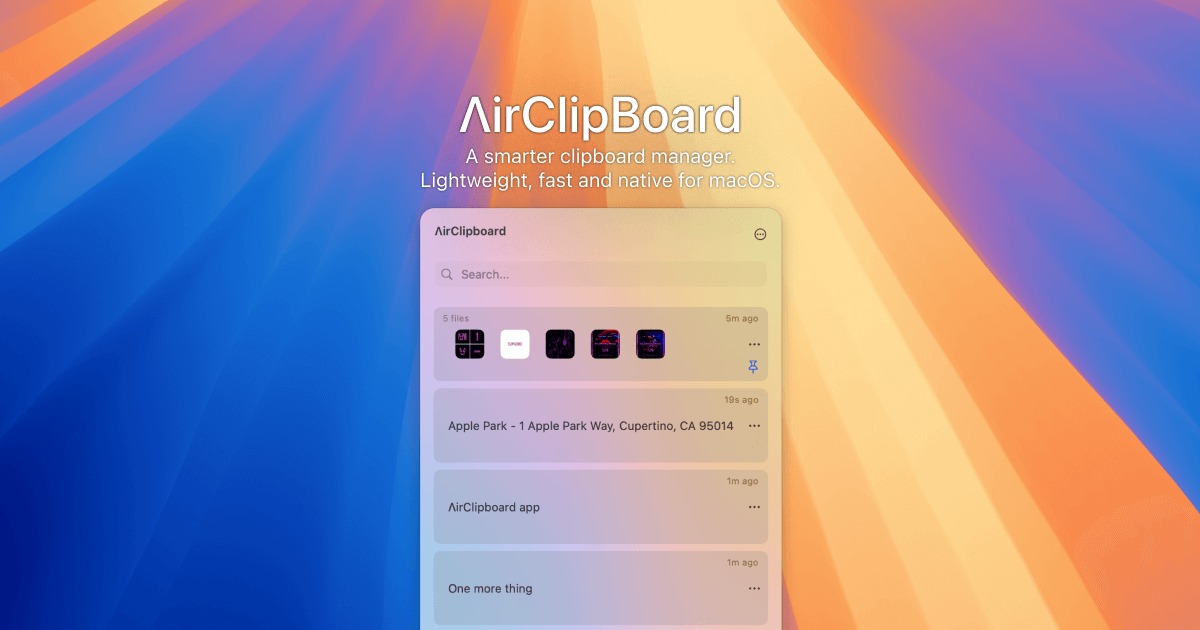 ΛirClipBoard
A smarter clipboard manager.
Lightweight, fast and native for macOS.
ΛirClipboard
Search...
5 files
5m ago
19s ago
Apple Park - 1 Apple Park Way, Cupertino, CA 95014
1m ago
ΛirClipboard app
1m ago
One more thing